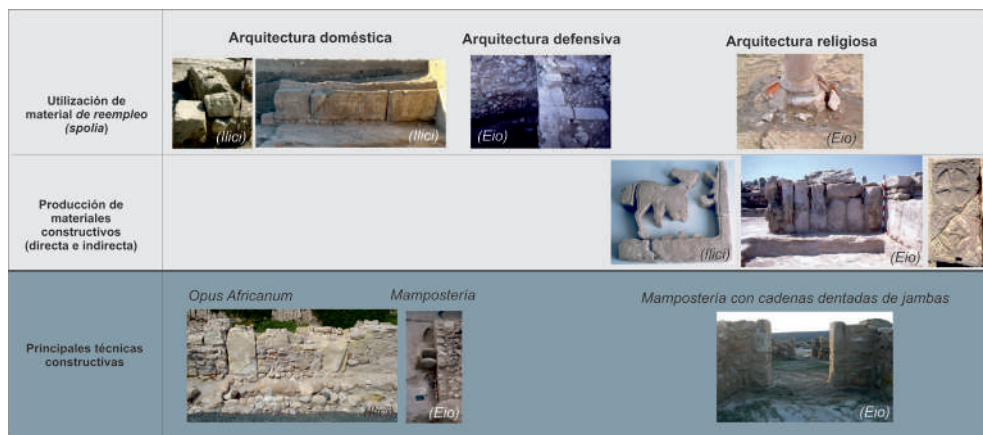 Arquitectura doméstica
Arquitectura defensiva
Arquitectura religiosa
Utilización de
material de reempleo
(spolia)
(Ilici)
(Ilici)
(Eio)
(Eio)
Producción de
materiales
constructivos
(directa e indirecta)
(Ilici)
(Eio)
Opus Africanum
Mampostería
Mampostería con cadenas dentadas de jambas
Principales técnicas
constructivas
(Ilici)
(Eio)
(Eio)